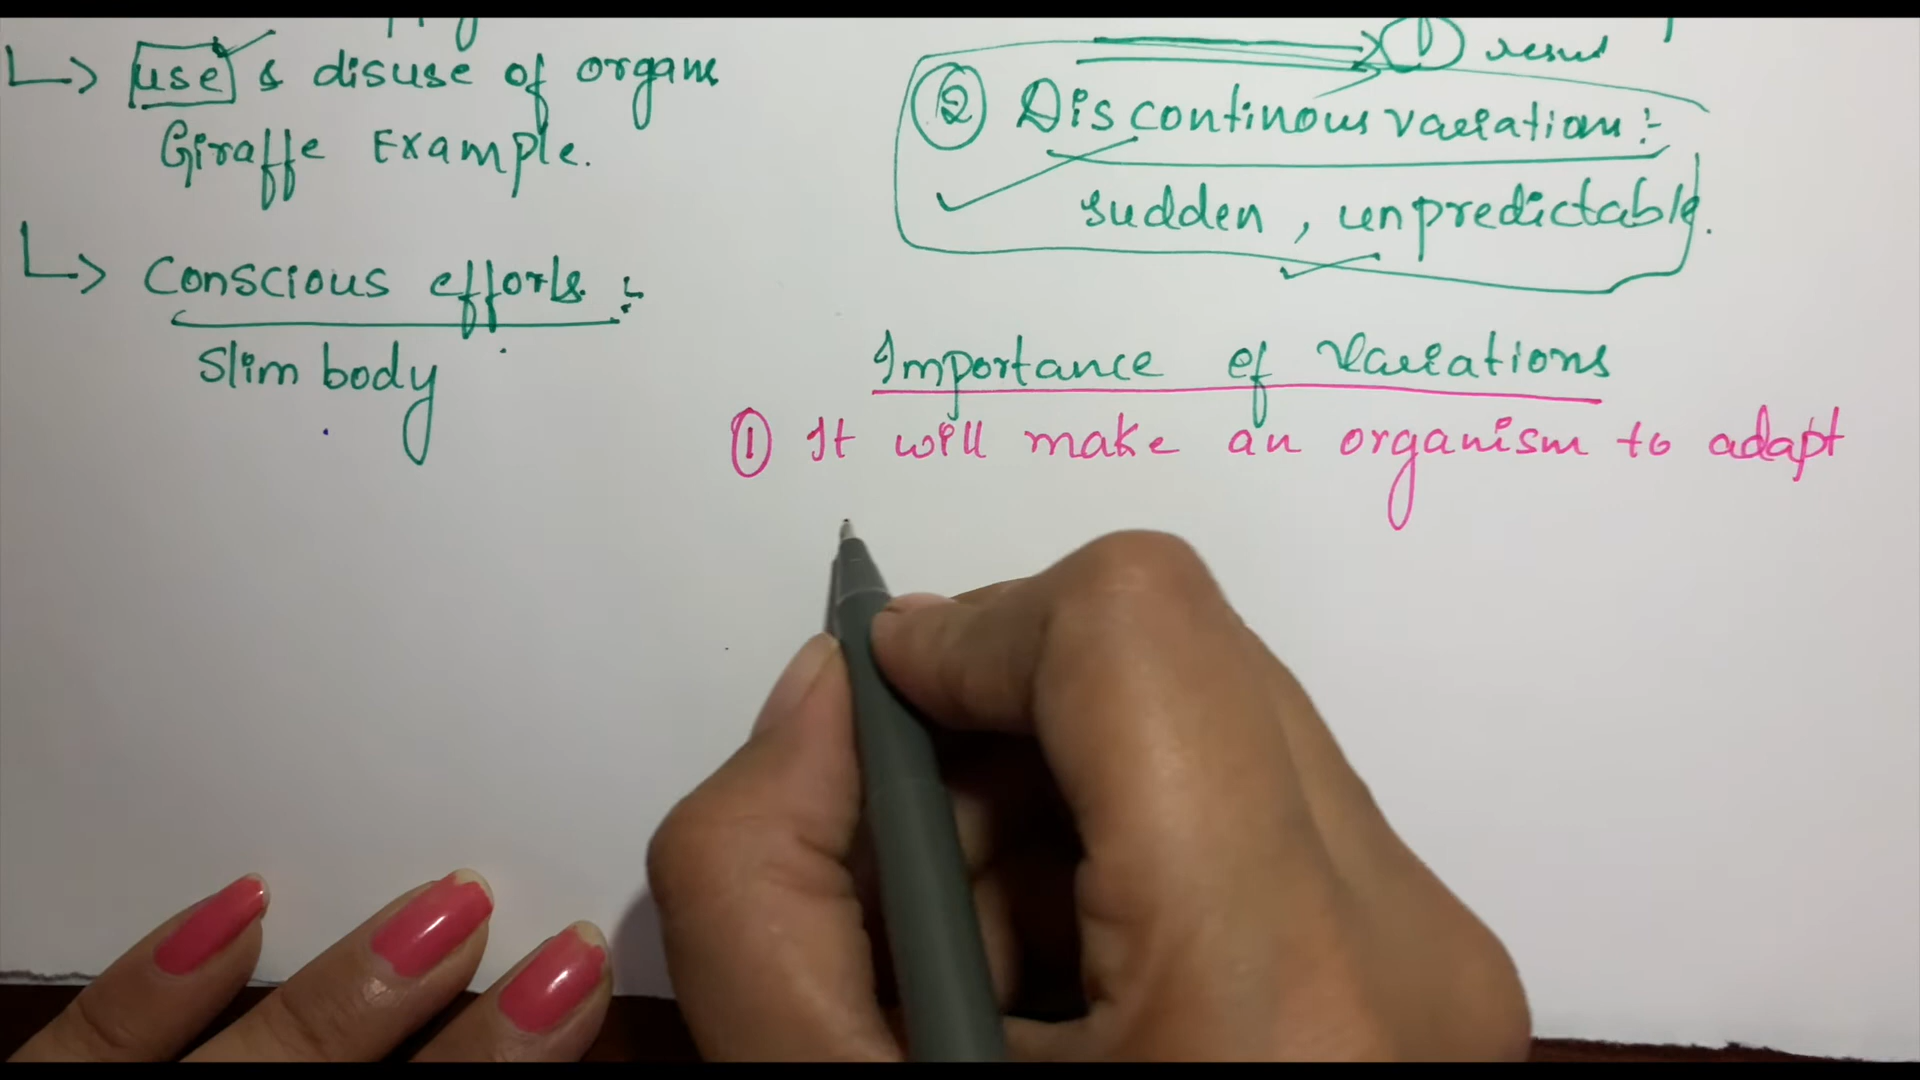 use & disuse of organs
Giraffe Example.
Conscious efforts :-
Slim body
①
② Discontinous variation :-
sudden , unpredictable.
Importance of Variations
① It will make an organism to adapt